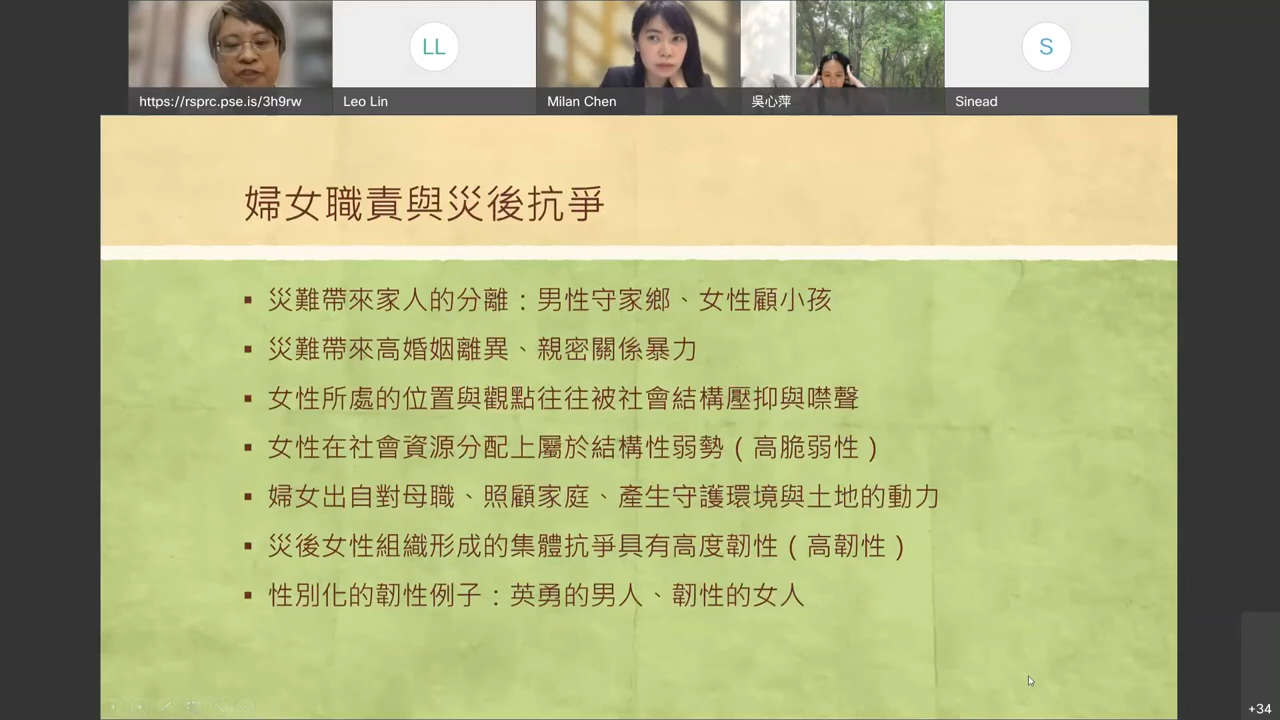 https://rsprc.pse.is/3h9rw
LL
Leo Lin
Milan Chen
吳心萍
S
Sinead
婦女職責與災後抗爭
▪ 災難帶來家人的分離：男性守家鄉、女性顧小孩
▪ 災難帶來高婚姻離異、親密關係暴力
▪ 女性所處的位置與觀點往往被社會結構壓抑與噤聲
▪ 女性在社會資源分配上屬於結構性弱勢（高脆弱性）
▪ 婦女出自對母職、照顧家庭、產生守護環境與土地的動力
▪ 災後女性組織形成的集體抗爭具有高度韌性（高韌性）
▪ 性別化的韌性例子：英勇的男人、韌性的女人
+34